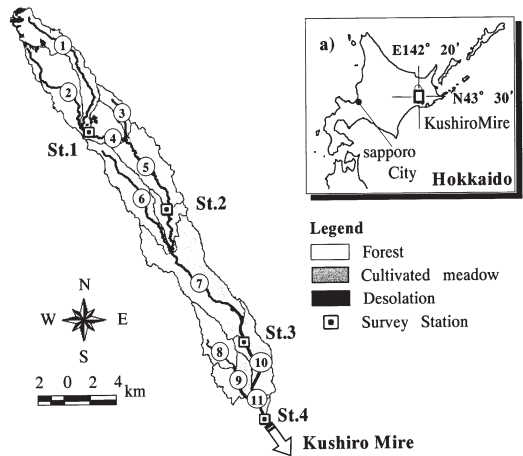 1
2
3
4
St.1
5
6
St.2
7
St.3
8
10
9
11
St.4
Kushiro Mire
N
W E
S
2 0 2 4 km
a)
E142° 20'
N43° 30'
KushiroMire
sapporo
City
Hokkaido
Legend
Forest
Cultivated meadow
Desolation
Survey Station